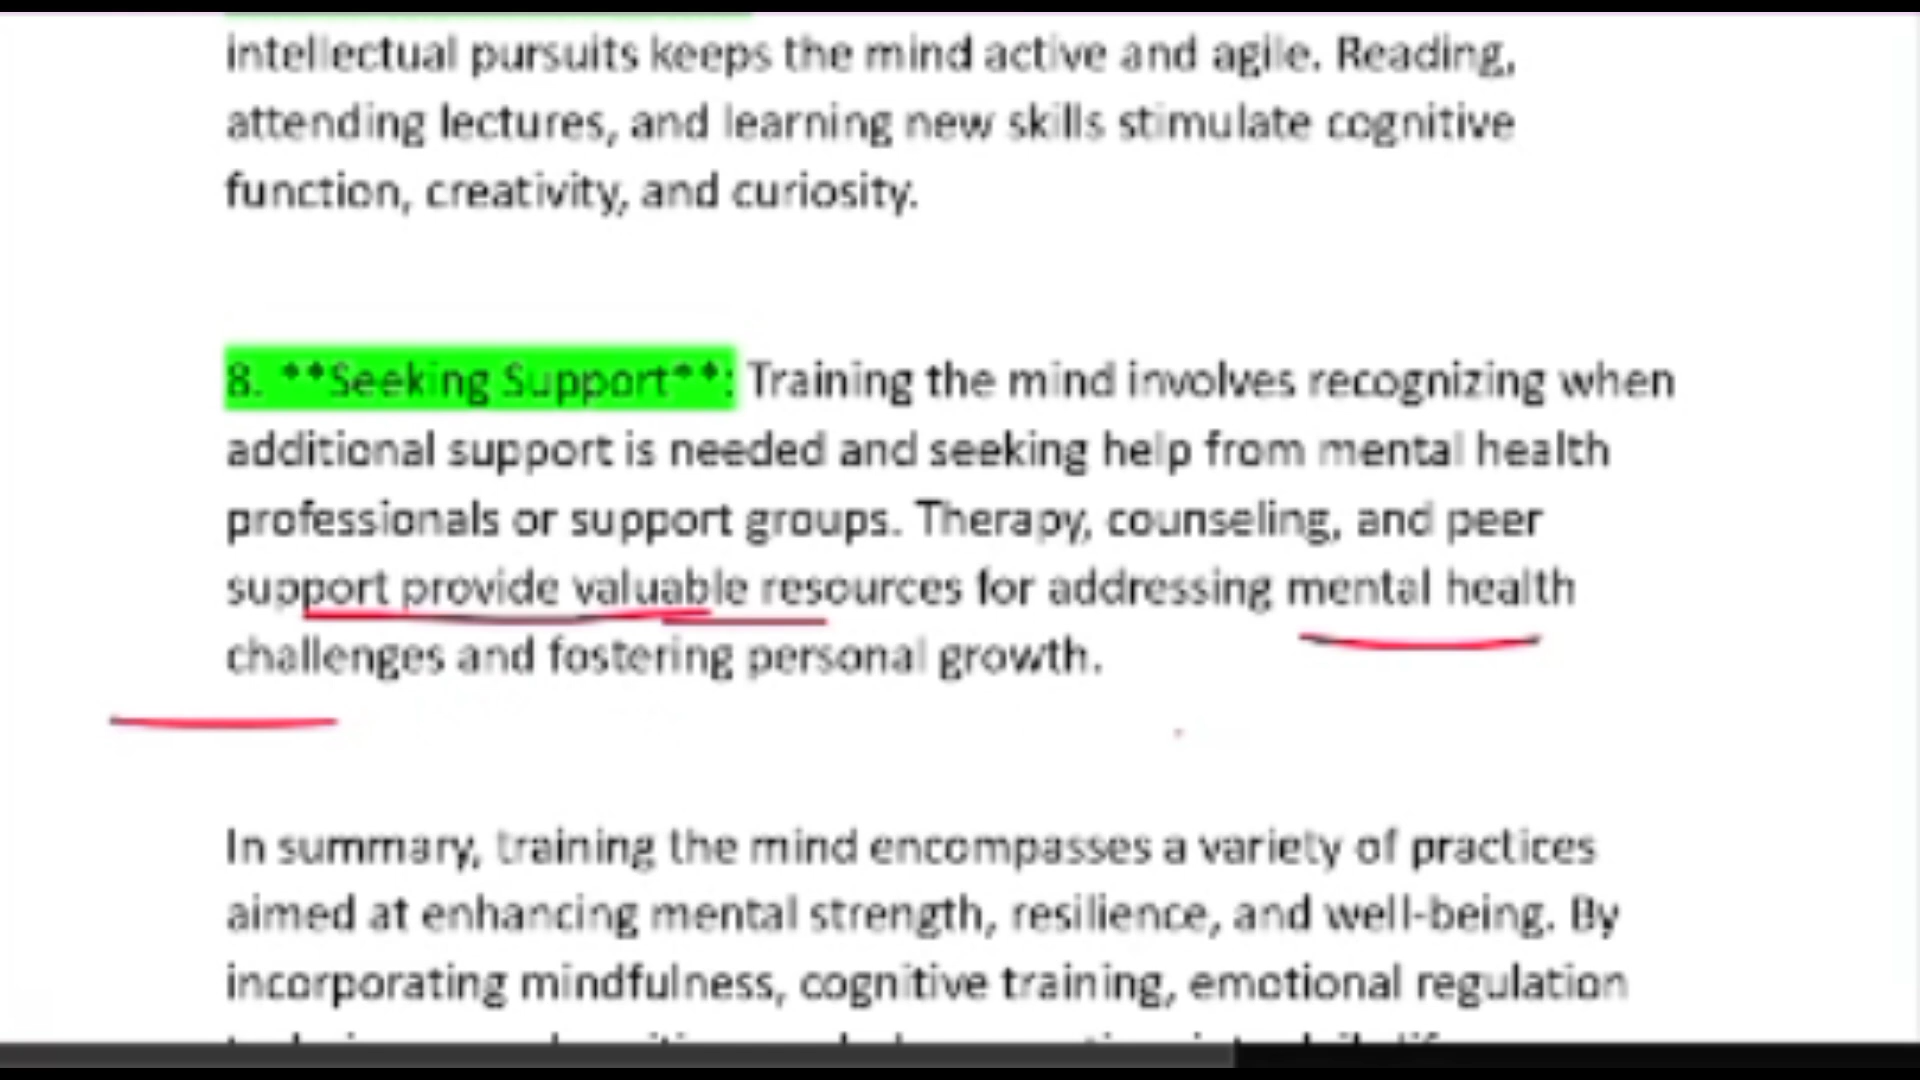 intellectual pursuits keeps the mind active and agile. Reading,
attending lectures, and learning new skills stimulate cognitive
function, creativity, and curiosity.
8. **Seeking Support**: Training the mind involves recognizing when
additional support is needed and seeking help from mental health
professionals or support groups. Therapy, counseling, and peer
support provide valuable resources for addressing mental health
challenges and fostering personal growth.
In summary, training the mind encompasses a variety of practices
aimed at enhancing mental strength, resilience, and well-being. By
incorporating mindfulness, cognitive training, emotional regulation